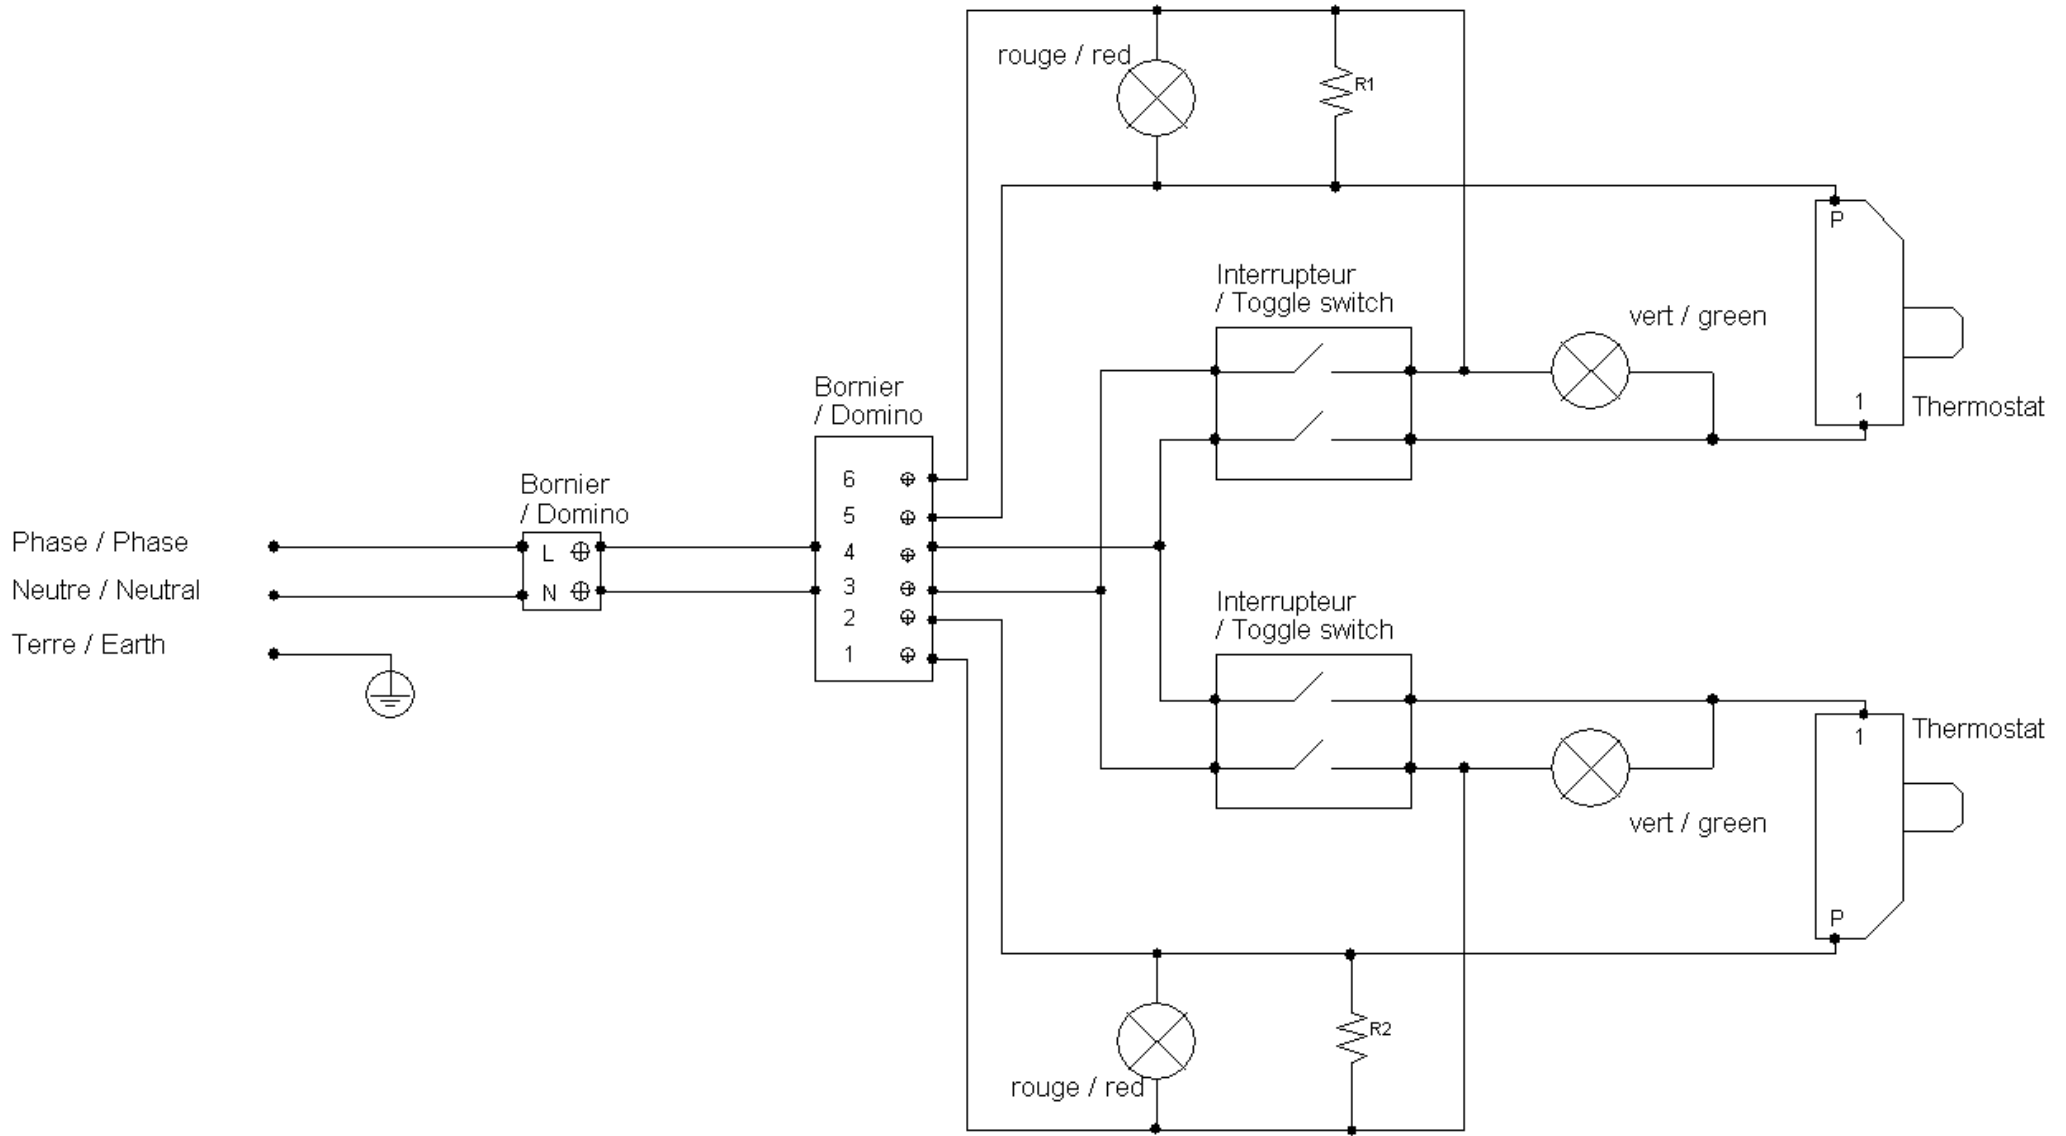 rouge / red
R1
P
Interrupteur
/ Toggle switch
vert / green
1
Thermostat
Bornier
/ Domino
6
5
4
3
2
1
Bornier
/ Domino
L
N
Phase / Phase
Neutre / Neutral
Terre / Earth
Interrupteur
/ Toggle switch
Thermostat
1
vert / green
P
R2
rouge / red